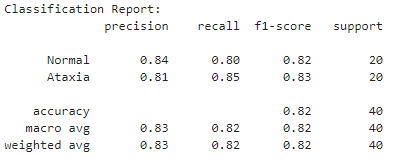 Classification Report:
precision recall f1-score support
Normal 0.84 0.80 0.82 20
Ataxia 0.81 0.85 0.83 20
accuracy 0.82 40
macro avg 0.83 0.82 0.82 40
weighted avg 0.83 0.82 0.82 40